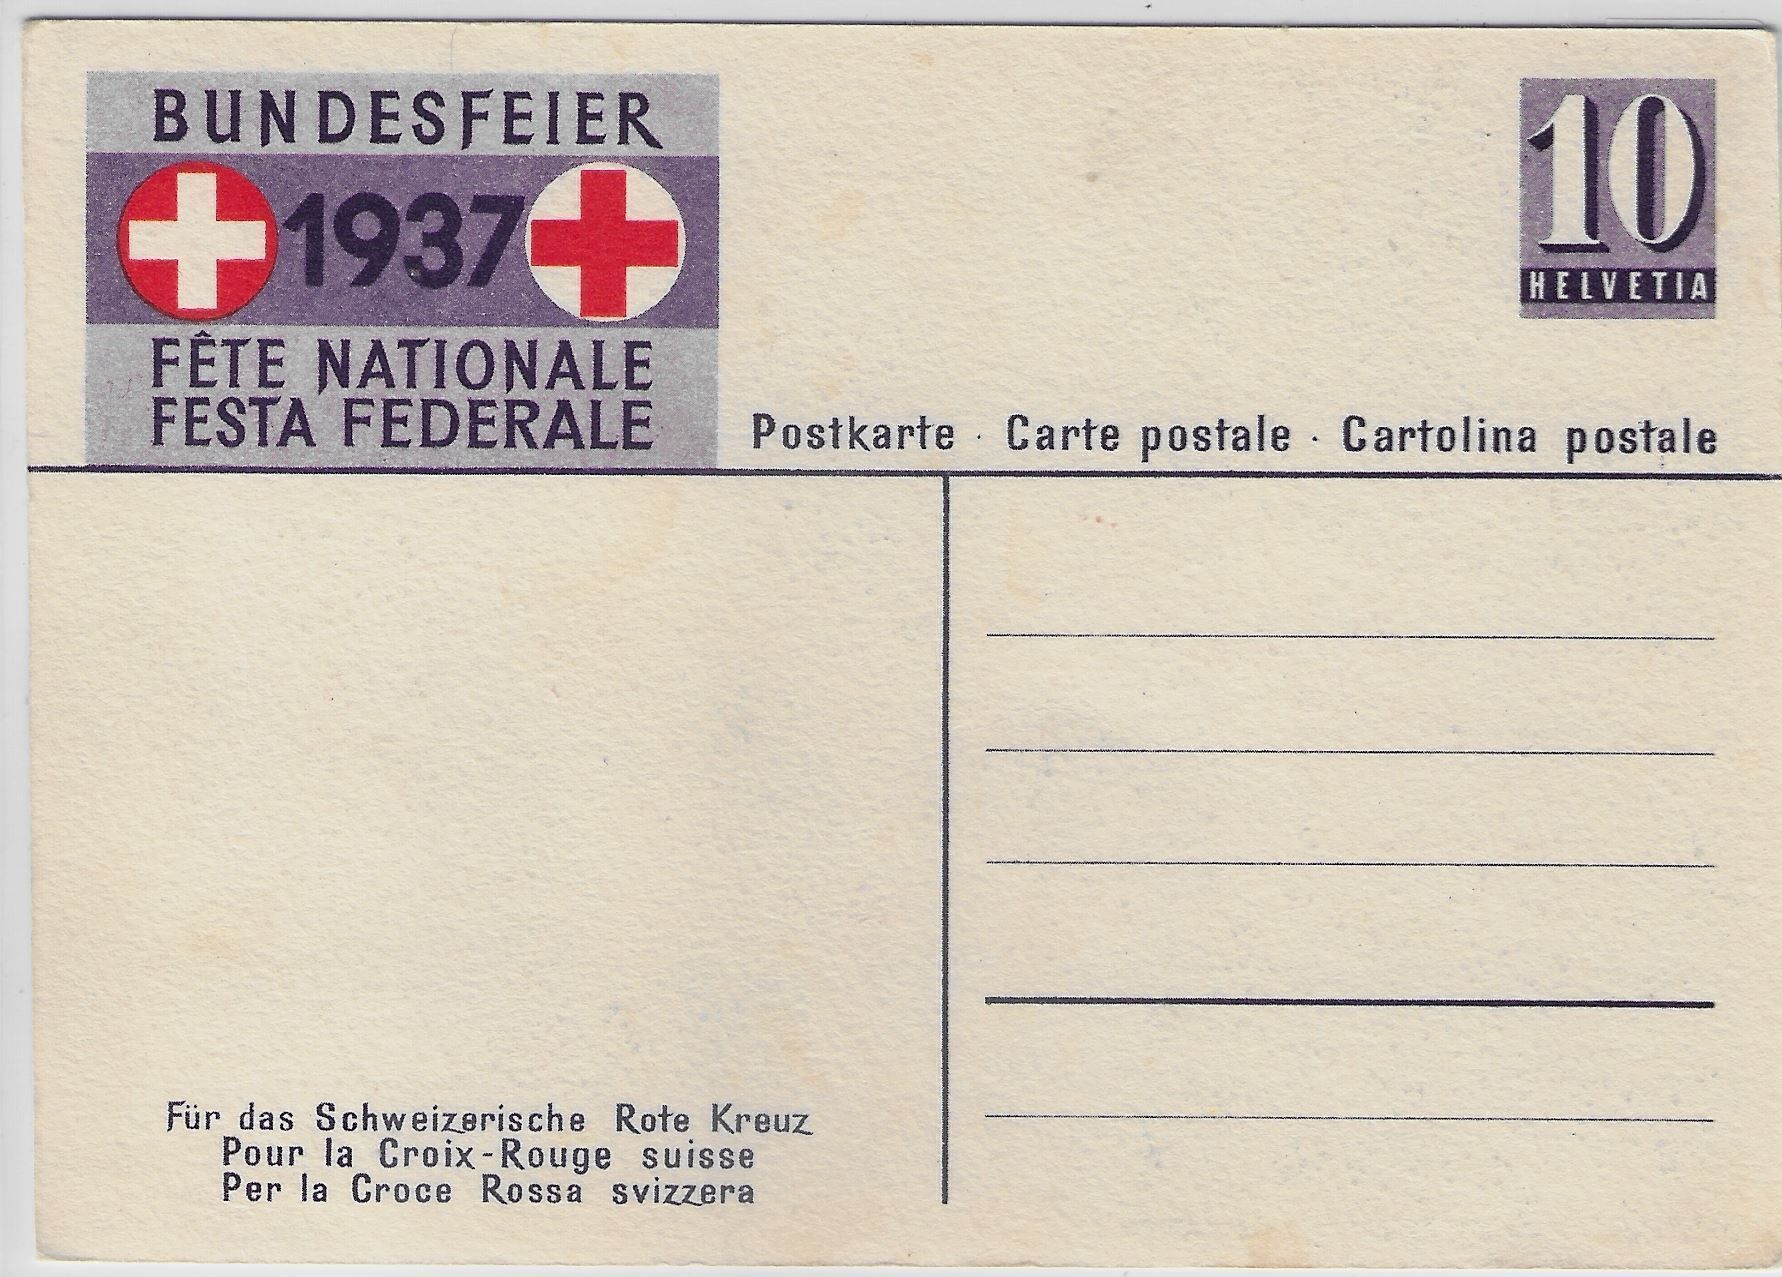 BUNDESFEIER
1937
FÊTE NATIONALE
FESTA FEDERALE
10
HELVETIA
Postkarte · Carte postale · Cartolina postale
Für das Schweizerische Rote Kreuz
Pour la Croix-Rouge suisse
Per la Croce Rossa svizzera